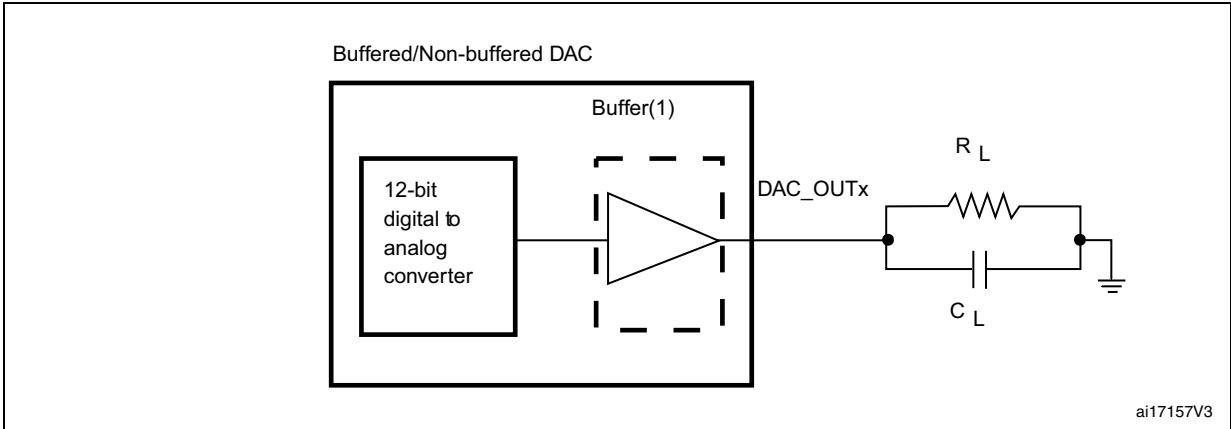 Buffered/Non-buffered DAC
Buffer(1)
12-bit
digital to
analog
converter
DAC_OUTx
R L
C L
ai17157V3